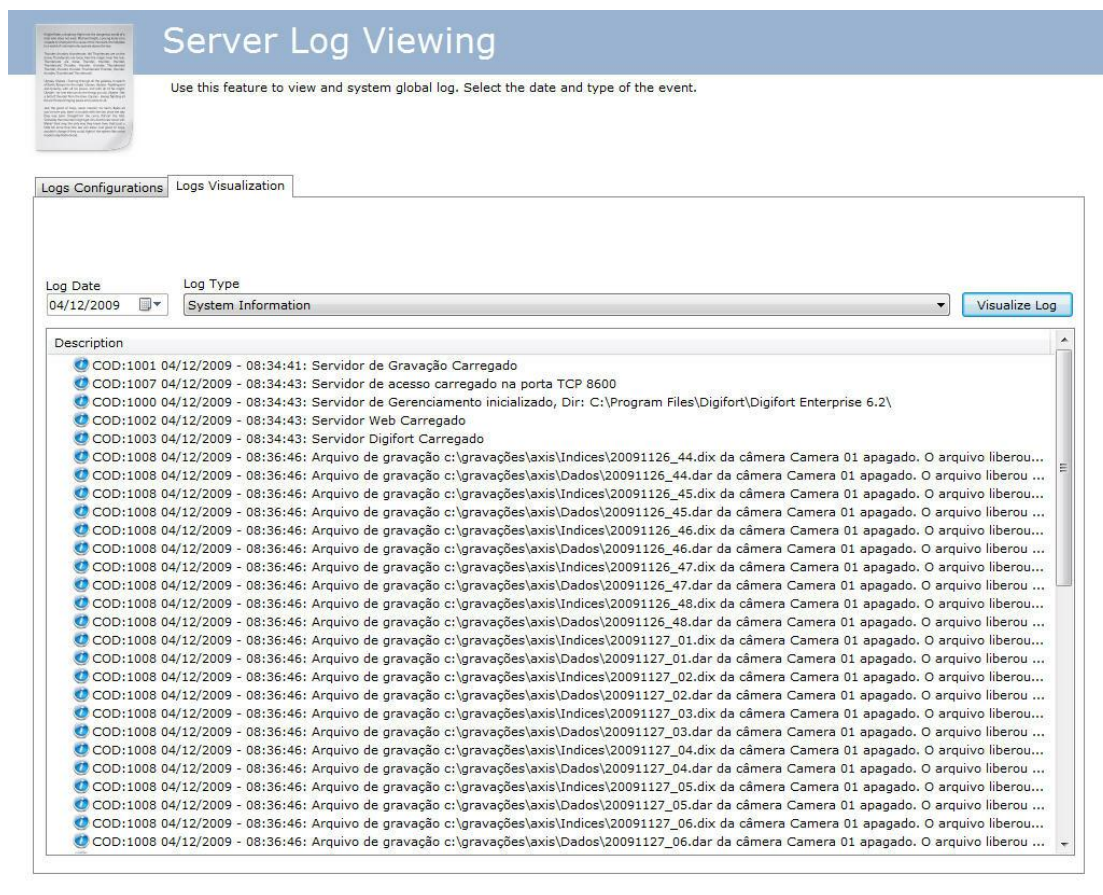 Server Log Viewing
Use this feature to view and system global log. Select the date and type of the event.
Logs Configurations
Logs Visualization
Log Date
Log Type
04/12/2009
System Information
Visualize Log
Description
COD:1001 04/12/2009 - 08:34:41: Servidor de Gravação Carregado
COD:1007 04/12/2009 - 08:34:43: Servidor de acesso carregado na porta TCP 8600
COD:1000 04/12/2009 - 08:34:43: Servidor de Gerenciamento inicializado, Dir: C:\Program Files\Digifort\Digifort Enterprise 6.2\
COD:1002 04/12/2009 - 08:34:43: Servidor Web Carregado
COD:1003 04/12/2009 - 08:34:43: Servidor Digifort Carregado
COD:1008 04/12/2009 - 08:36:46: Arquivo de gravação c:\gravações\axis\Indices\20091126_44.dix da câmera Camera 01 apagado. O arquivo liberou...
COD:1008 04/12/2009 - 08:36:46: Arquivo de gravação c:\gravações\axis\Dados\20091126_44.dar da câmera Camera 01 apagado. O arquivo liberou ...
COD:1008 04/12/2009 - 08:36:46: Arquivo de gravação c:\gravações\axis\Indices\20091126_45.dix da câmera Camera 01 apagado. O arquivo liberou...
COD:1008 04/12/2009 - 08:36:46: Arquivo de gravação c:\gravações\axis\Dados\20091126_45.dar da câmera Camera 01 apagado. O arquivo liberou ...
COD:1008 04/12/2009 - 08:36:46: Arquivo de gravação c:\gravações\axis\Indices\20091126_46.dix da câmera Camera 01 apagado. O arquivo liberou...
COD:1008 04/12/2009 - 08:36:46: Arquivo de gravação c:\gravações\axis\Dados\20091126_46.dar da câmera Camera 01 apagado. O arquivo liberou ...
COD:1008 04/12/2009 - 08:36:46: Arquivo de gravação c:\gravações\axis\Indices\20091126_47.dix da câmera Camera 01 apagado. O arquivo liberou...
COD:1008 04/12/2009 - 08:36:46: Arquivo de gravação c:\gravações\axis\Dados\20091126_47.dar da câmera Camera 01 apagado. O arquivo liberou ...
COD:1008 04/12/2009 - 08:36:46: Arquivo de gravação c:\gravações\axis\Indices\20091126_48.dix da câmera Camera 01 apagado. O arquivo liberou...
COD:1008 04/12/2009 - 08:36:46: Arquivo de gravação c:\gravações\axis\Dados\20091126_48.dar da câmera Camera 01 apagado. O arquivo liberou ...
COD:1008 04/12/2009 - 08:36:46: Arquivo de gravação c:\gravações\axis\Indices\20091127_01.dix da câmera Camera 01 apagado. O arquivo liberou...
COD:1008 04/12/2009 - 08:36:46: Arquivo de gravação c:\gravações\axis\Dados\20091127_01.dar da câmera Camera 01 apagado. O arquivo liberou ...
COD:1008 04/12/2009 - 08:36:46: Arquivo de gravação c:\gravações\axis\Indices\20091127_02.dix da câmera Camera 01 apagado. O arquivo liberou...
COD:1008 04/12/2009 - 08:36:46: Arquivo de gravação c:\gravações\axis\Dados\20091127_02.dar da câmera Camera 01 apagado. O arquivo liberou ...
COD:1008 04/12/2009 - 08:36:46: Arquivo de gravação c:\gravações\axis\Indices\20091127_03.dix da câmera Camera 01 apagado. O arquivo liberou...
COD:1008 04/12/2009 - 08:36:46: Arquivo de gravação c:\gravações\axis\Dados\20091127_03.dar da câmera Camera 01 apagado. O arquivo liberou ...
COD:1008 04/12/2009 - 08:36:46: Arquivo de gravação c:\gravações\axis\Indices\20091127_04.dix da câmera Camera 01 apagado. O arquivo liberou...
COD:1008 04/12/2009 - 08:36:46: Arquivo de gravação c:\gravações\axis\Dados\20091127_04.dar da câmera Camera 01 apagado. O arquivo liberou ...
COD:1008 04/12/2009 - 08:36:46: Arquivo de gravação c:\gravações\axis\Indices\20091127_05.dix da câmera Camera 01 apagado. O arquivo liberou...
COD:1008 04/12/2009 - 08:36:46: Arquivo de gravação c:\gravações\axis\Dados\20091127_05.dar da câmera Camera 01 apagado. O arquivo liberou ...
COD:1008 04/12/2009 - 08:36:46: Arquivo de gravação c:\gravações\axis\Indices\20091127_06.dix da câmera Camera 01 apagado. O arquivo liberou...
COD:1008 04/12/2009 - 08:36:46: Arquivo de gravação c:\gravações\axis\Dados\20091127_06.dar da câmera Camera 01 apagado. O arquivo liberou ...